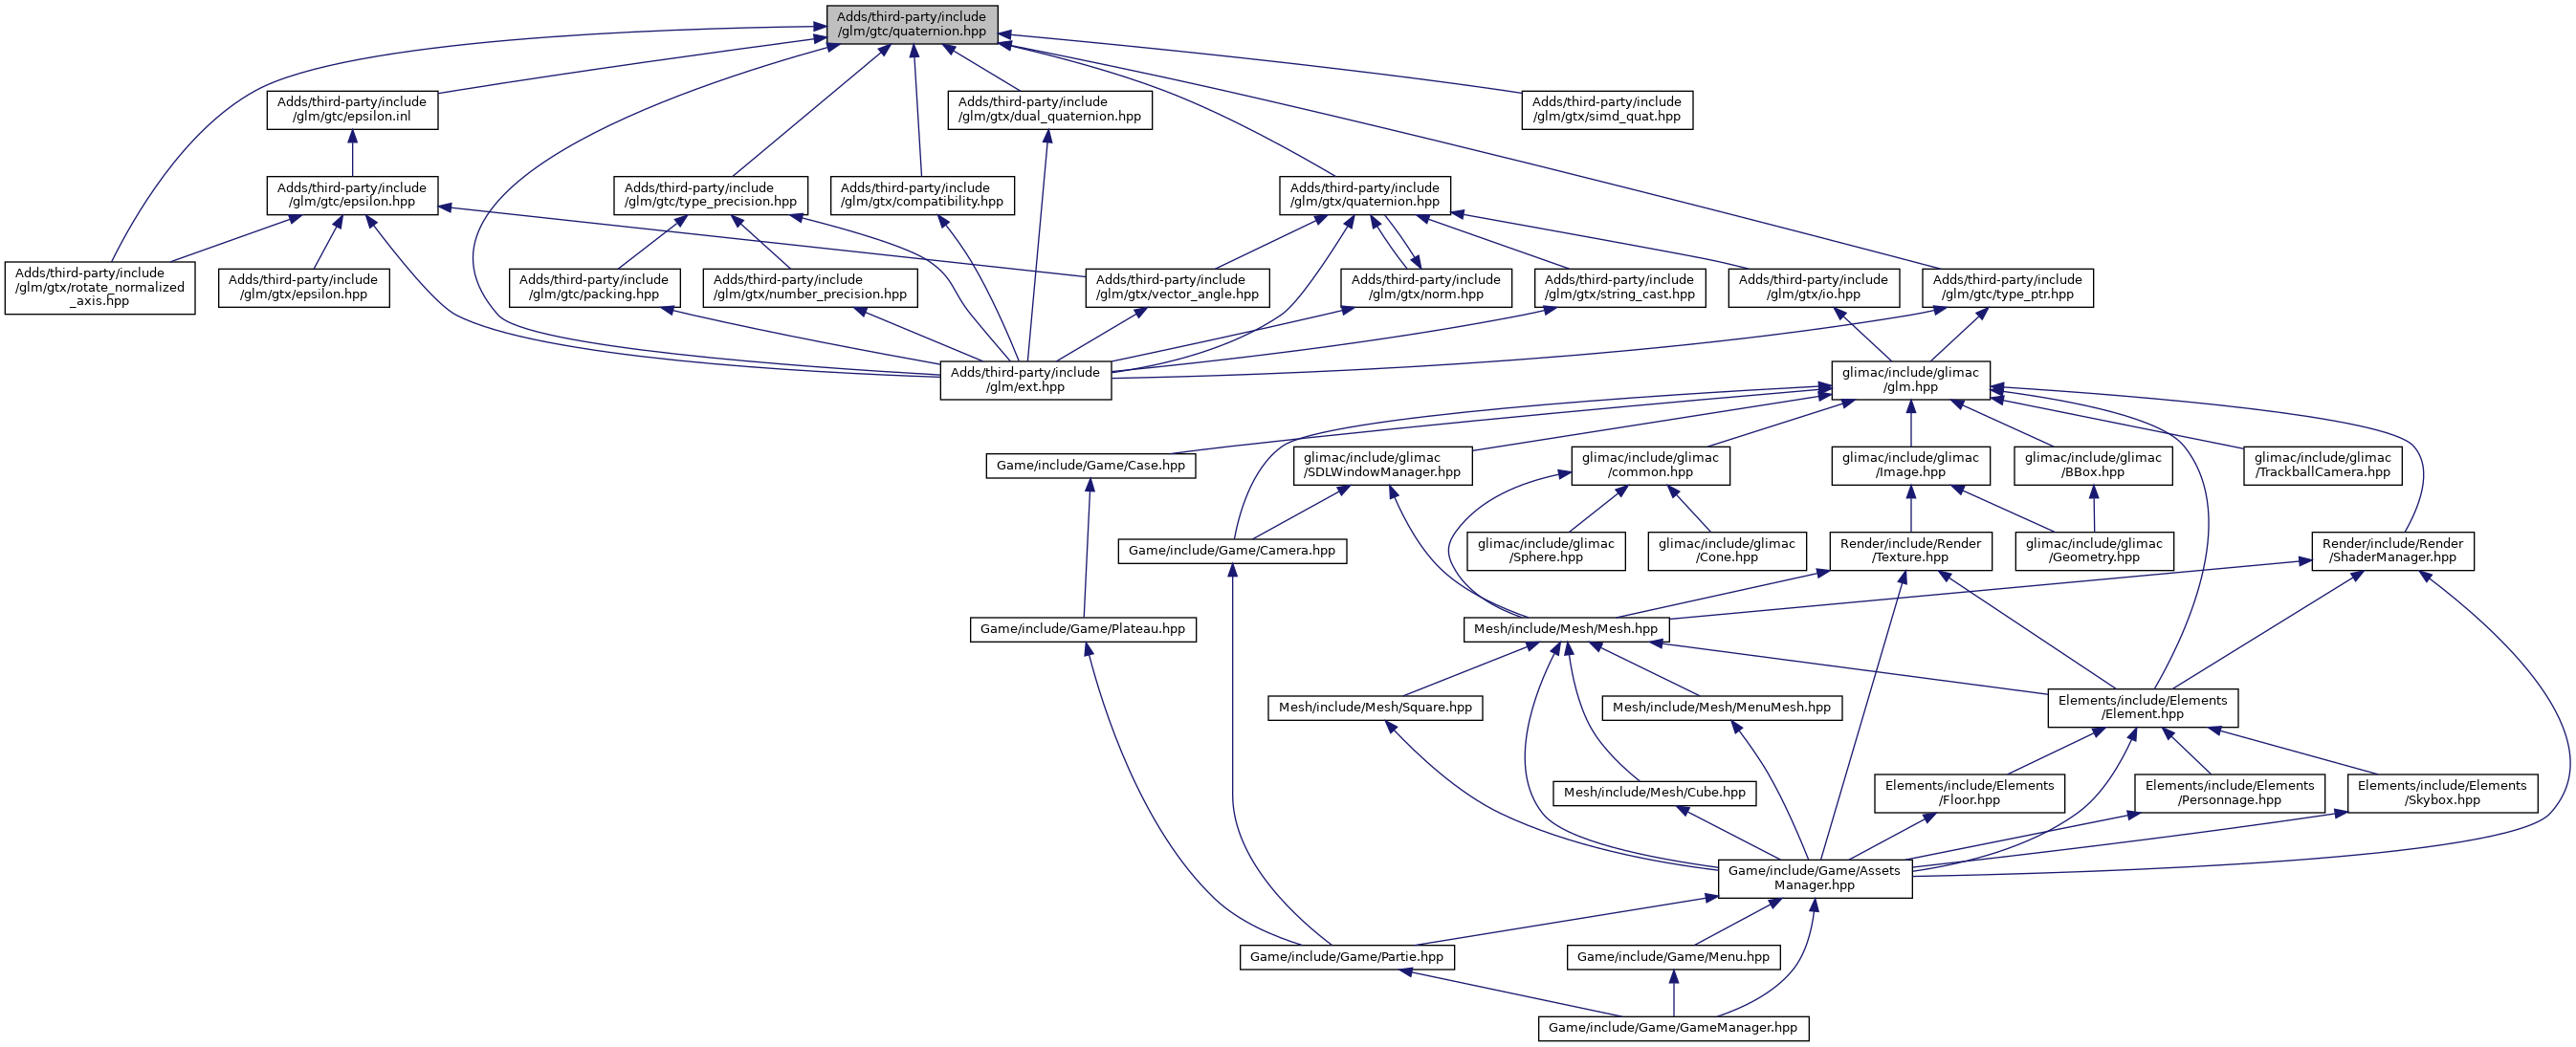 Adds/third-party/include
/glm/gtc/quaternion.hpp
Adds/third-party/include
/glm/gtc/epsilon.inl
Adds/third-party/include
/glm/gtx/dual_quaternion.hpp
Adds/third-party/include
/glm/gtx/simd_quat.hpp
Adds/third-party/include
/glm/gtc/epsilon.hpp
Adds/third-party/include
/glm/gtc/type_precision.hpp
Adds/third-party/include
/glm/gtx/compatibility.hpp
Adds/third-party/include
/glm/gtx/quaternion.hpp
Adds/third-party/include
/glm/gtx/rotate_normalized
_axis.hpp
Adds/third-party/include
/glm/gtx/epsilon.hpp
Adds/third-party/include
/glm/gtc/packing.hpp
Adds/third-party/include
/glm/gtx/number_precision.hpp
Adds/third-party/include
/glm/gtx/vector_angle.hpp
Adds/third-party/include
/glm/gtx/norm.hpp
Adds/third-party/include
/glm/gtx/string_cast.hpp
Adds/third-party/include
/glm/gtx/io.hpp
Adds/third-party/include
/glm/gtc/type_ptr.hpp
Adds/third-party/include
/glm/ext.hpp
glimac/include/glimac
/glm.hpp
Game/include/Game/Case.hpp
glimac/include/glimac
/SDLWindowManager.hpp
glimac/include/glimac
/common.hpp
glimac/include/glimac
/Image.hpp
glimac/include/glimac
/BBox.hpp
glimac/include/glimac
/TrackballCamera.hpp
Game/include/Game/Camera.hpp
glimac/include/glimac
/Sphere.hpp
glimac/include/glimac
/Cone.hpp
Render/include/Render
/Texture.hpp
glimac/include/glimac
/Geometry.hpp
Render/include/Render
/ShaderManager.hpp
Game/include/Game/Plateau.hpp
Mesh/include/Mesh/Mesh.hpp
Mesh/include/Mesh/Square.hpp
Mesh/include/Mesh/MenuMesh.hpp
Elements/include/Elements
/Element.hpp
Mesh/include/Mesh/Cube.hpp
Elements/include/Elements
/Floor.hpp
Elements/include/Elements
/Personnage.hpp
Elements/include/Elements
/Skybox.hpp
Game/include/Game/Assets
Manager.hpp
Game/include/Game/Partie.hpp
Game/include/Game/Menu.hpp
Game/include/Game/GameManager.hpp